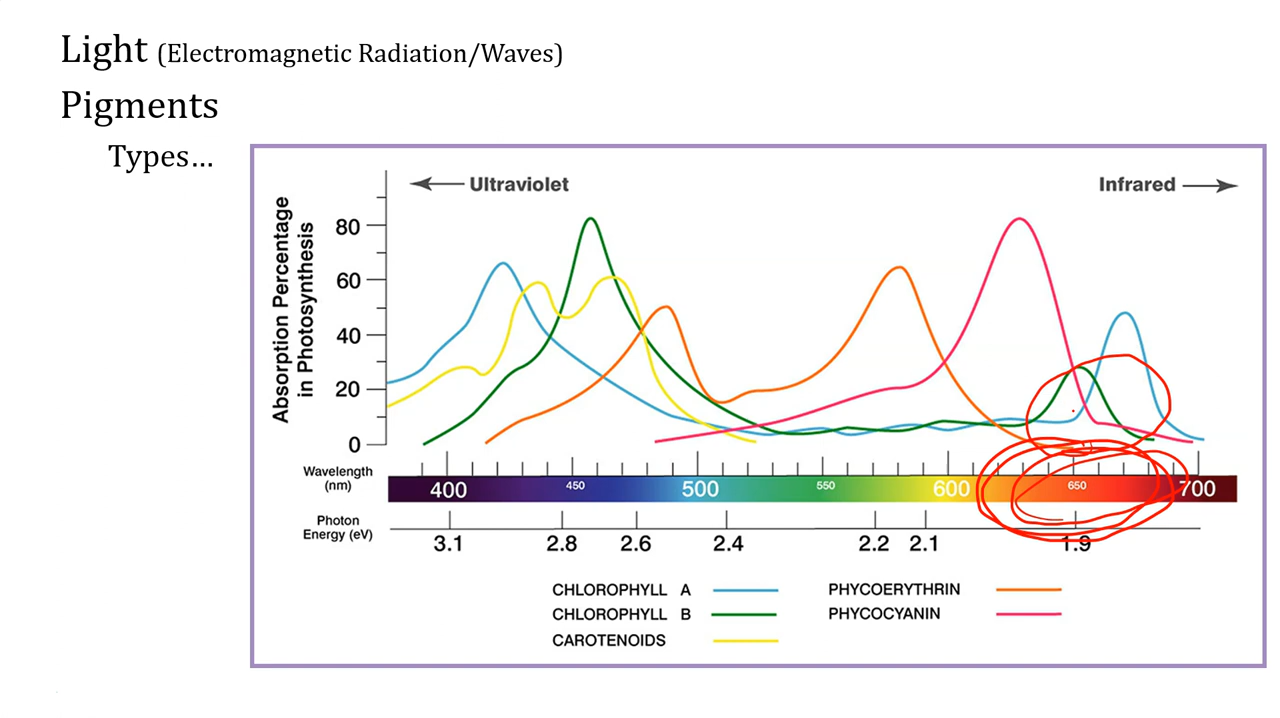 Light (Electromagnetic Radiation/Waves)
Pigments
Types...
Ultraviolet
Infrared
Absorption Percentage
in Photosynthesis
80
60
40
20
0
Wavelength
(nm)
400 450 500 550 600 650 700
Photon
Energy (eV)
3.1 2.8 2.6 2.4 2.2 2.1 1.9
CHLOROPHYLL A
CHLOROPHYLL B
CAROTENOIDS
PHYCOERYTHRIN
PHYCOCYANIN